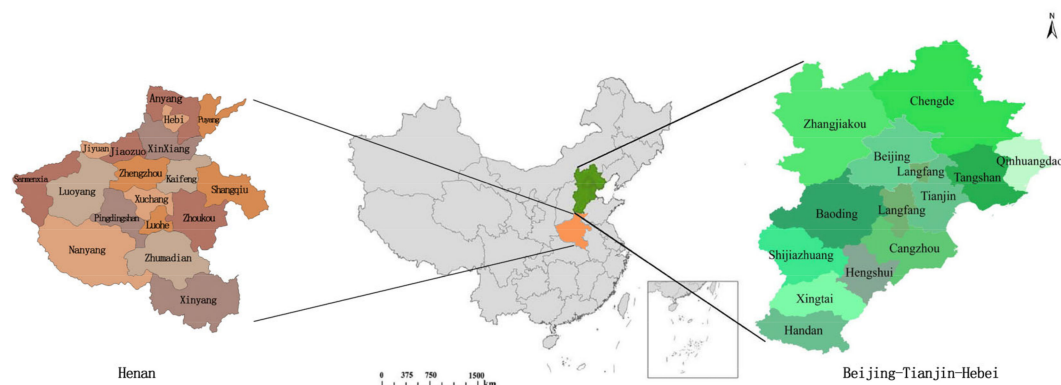 N
Anyang
Hebi
Puyang
Jiyuan
Jiaozuo
XinXiang
Sanmenxia
Luoyang
Zhengzhou
Kaifeng
Shangqiu
Xuchang
Pingdingshan
Luohe
Zhoukou
Nanyang
Zhumadian
Xinyang
Henan
0 375 750 1500
km
Chengde
Zhangjiakou
Beijing
Langfang
Qinhuangdao
Tangshan
Tianjin
Baoding
Langfang
Cangzhou
Shijiazhuang
Hengshui
Xingtai
Handan
Beijing-Tianjin-Hebei